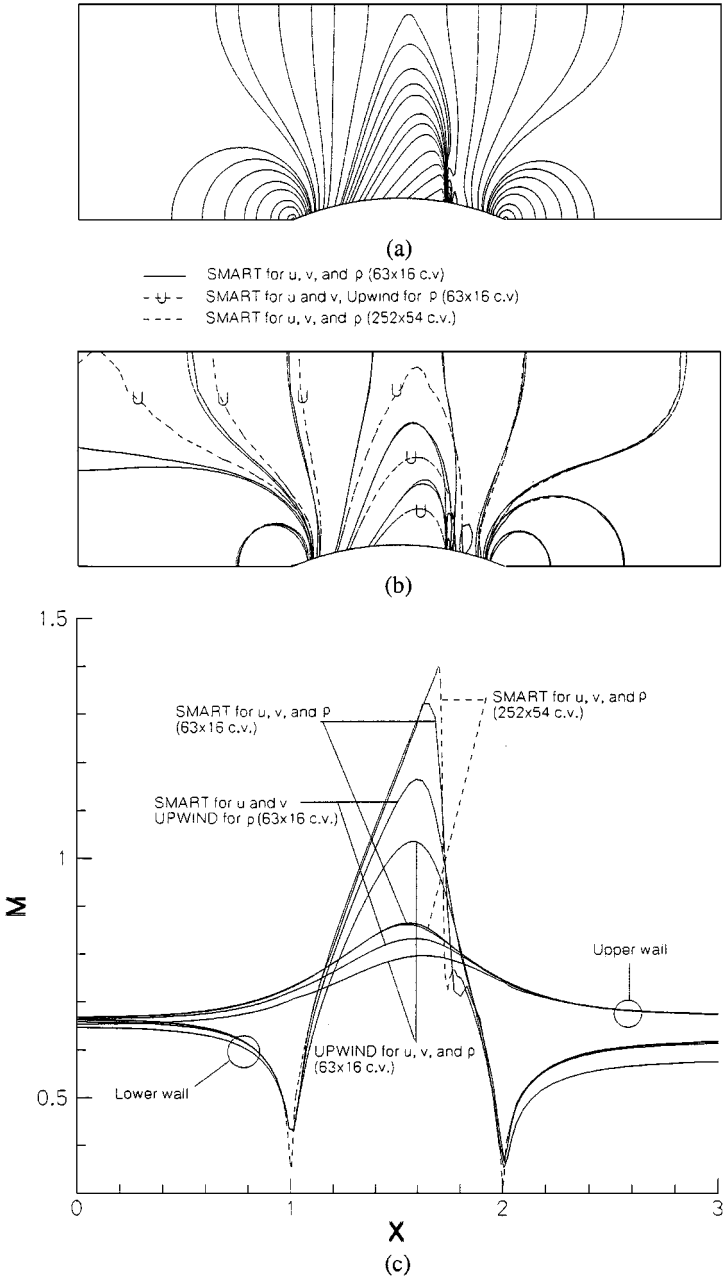 (a)
SMART for u, v, and ρ (63x16 c.v)
U SMART for u and v, Upwind for ρ (63x16 c.v)
SMART for u, v, and ρ (252x54 c.v.)
U U U U
U
U
(b)
1.5
SMART for u, v, and ρ
(63x16 c.v.)
SMART for u, v, and ρ
(252x54 c.v.)
SMART for u and v
UPWIND for ρ (63x16 c.v.)
1
M
Upper wall
UPWIND for u, v, and ρ
(63x16 c.v.)
Lower wall
0.5
0 1 2 3
X
(c)